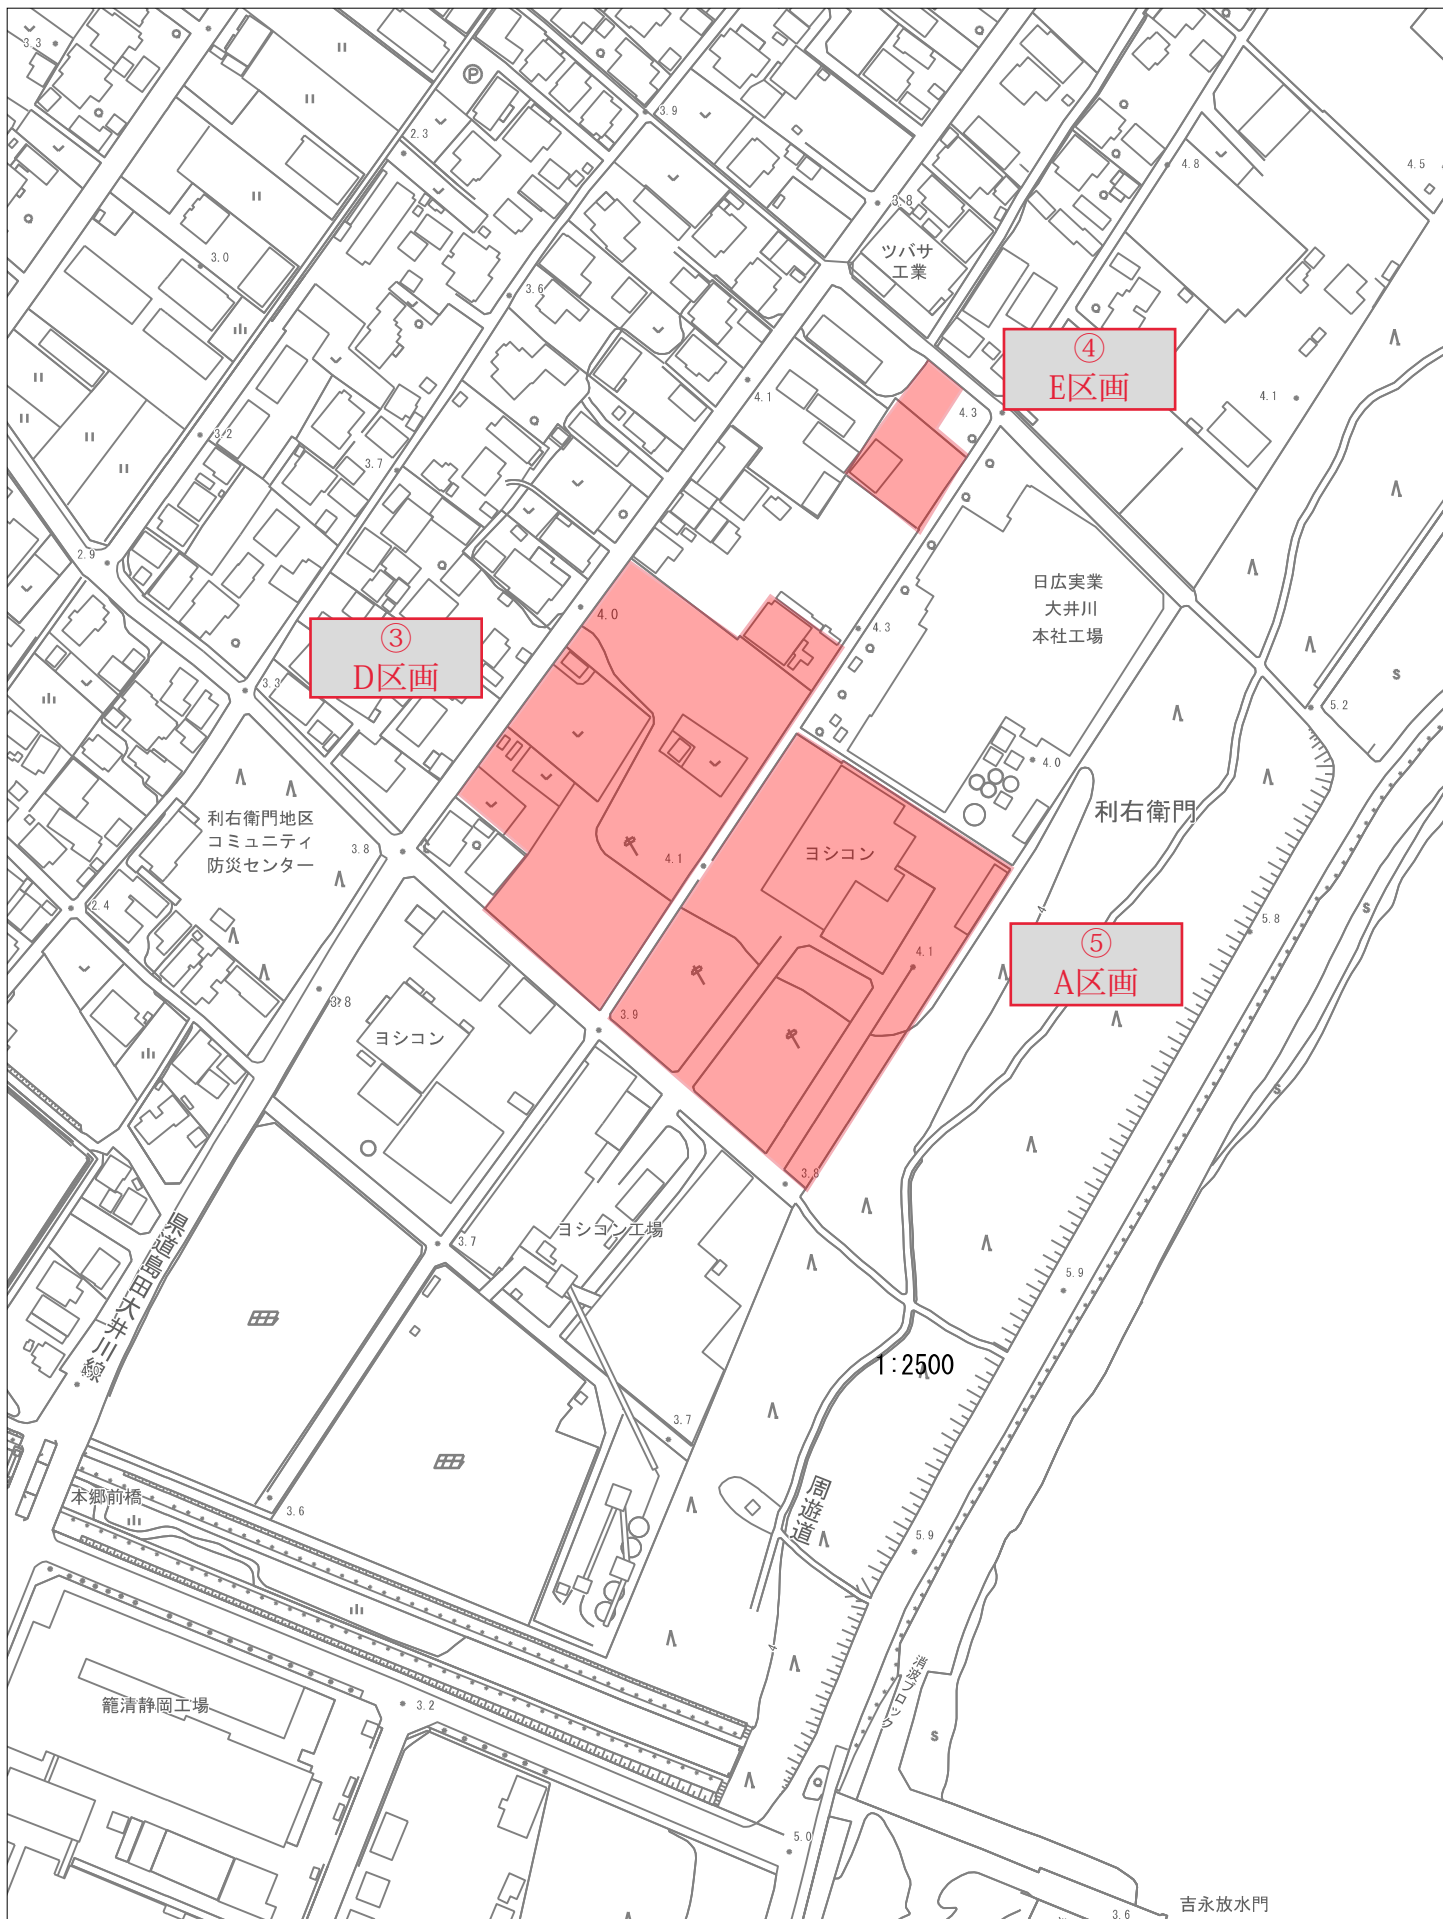 3.3
Ⓟ
3.9
2.3
4.8
4.5
3.8
ツバサ
工業
3.0
3.6
④
E区画
4.1
4.1
4.3
3.2
3.7
2.9
日広実業
大井川
本社工場
4.0
4.3
③
D区画
3.3
s
5.2
4.0
利右衛門
利右衛門地区
コミュニティ
防災センター
3.8
4.1
ヨシコン
2.4
4
s
5.8
⑤
A区画
4.1
3.8
3.9
ヨシコン
s
3.8
県道島田大井川線
ヨシコン工場
3.7
5.9
4.0
1:2500
3.7
本郷前橋
3.6
周遊道
5.9
4
消波ブロック
籠清静岡工場
3.2
s
5.0
吉永放水門
3.6